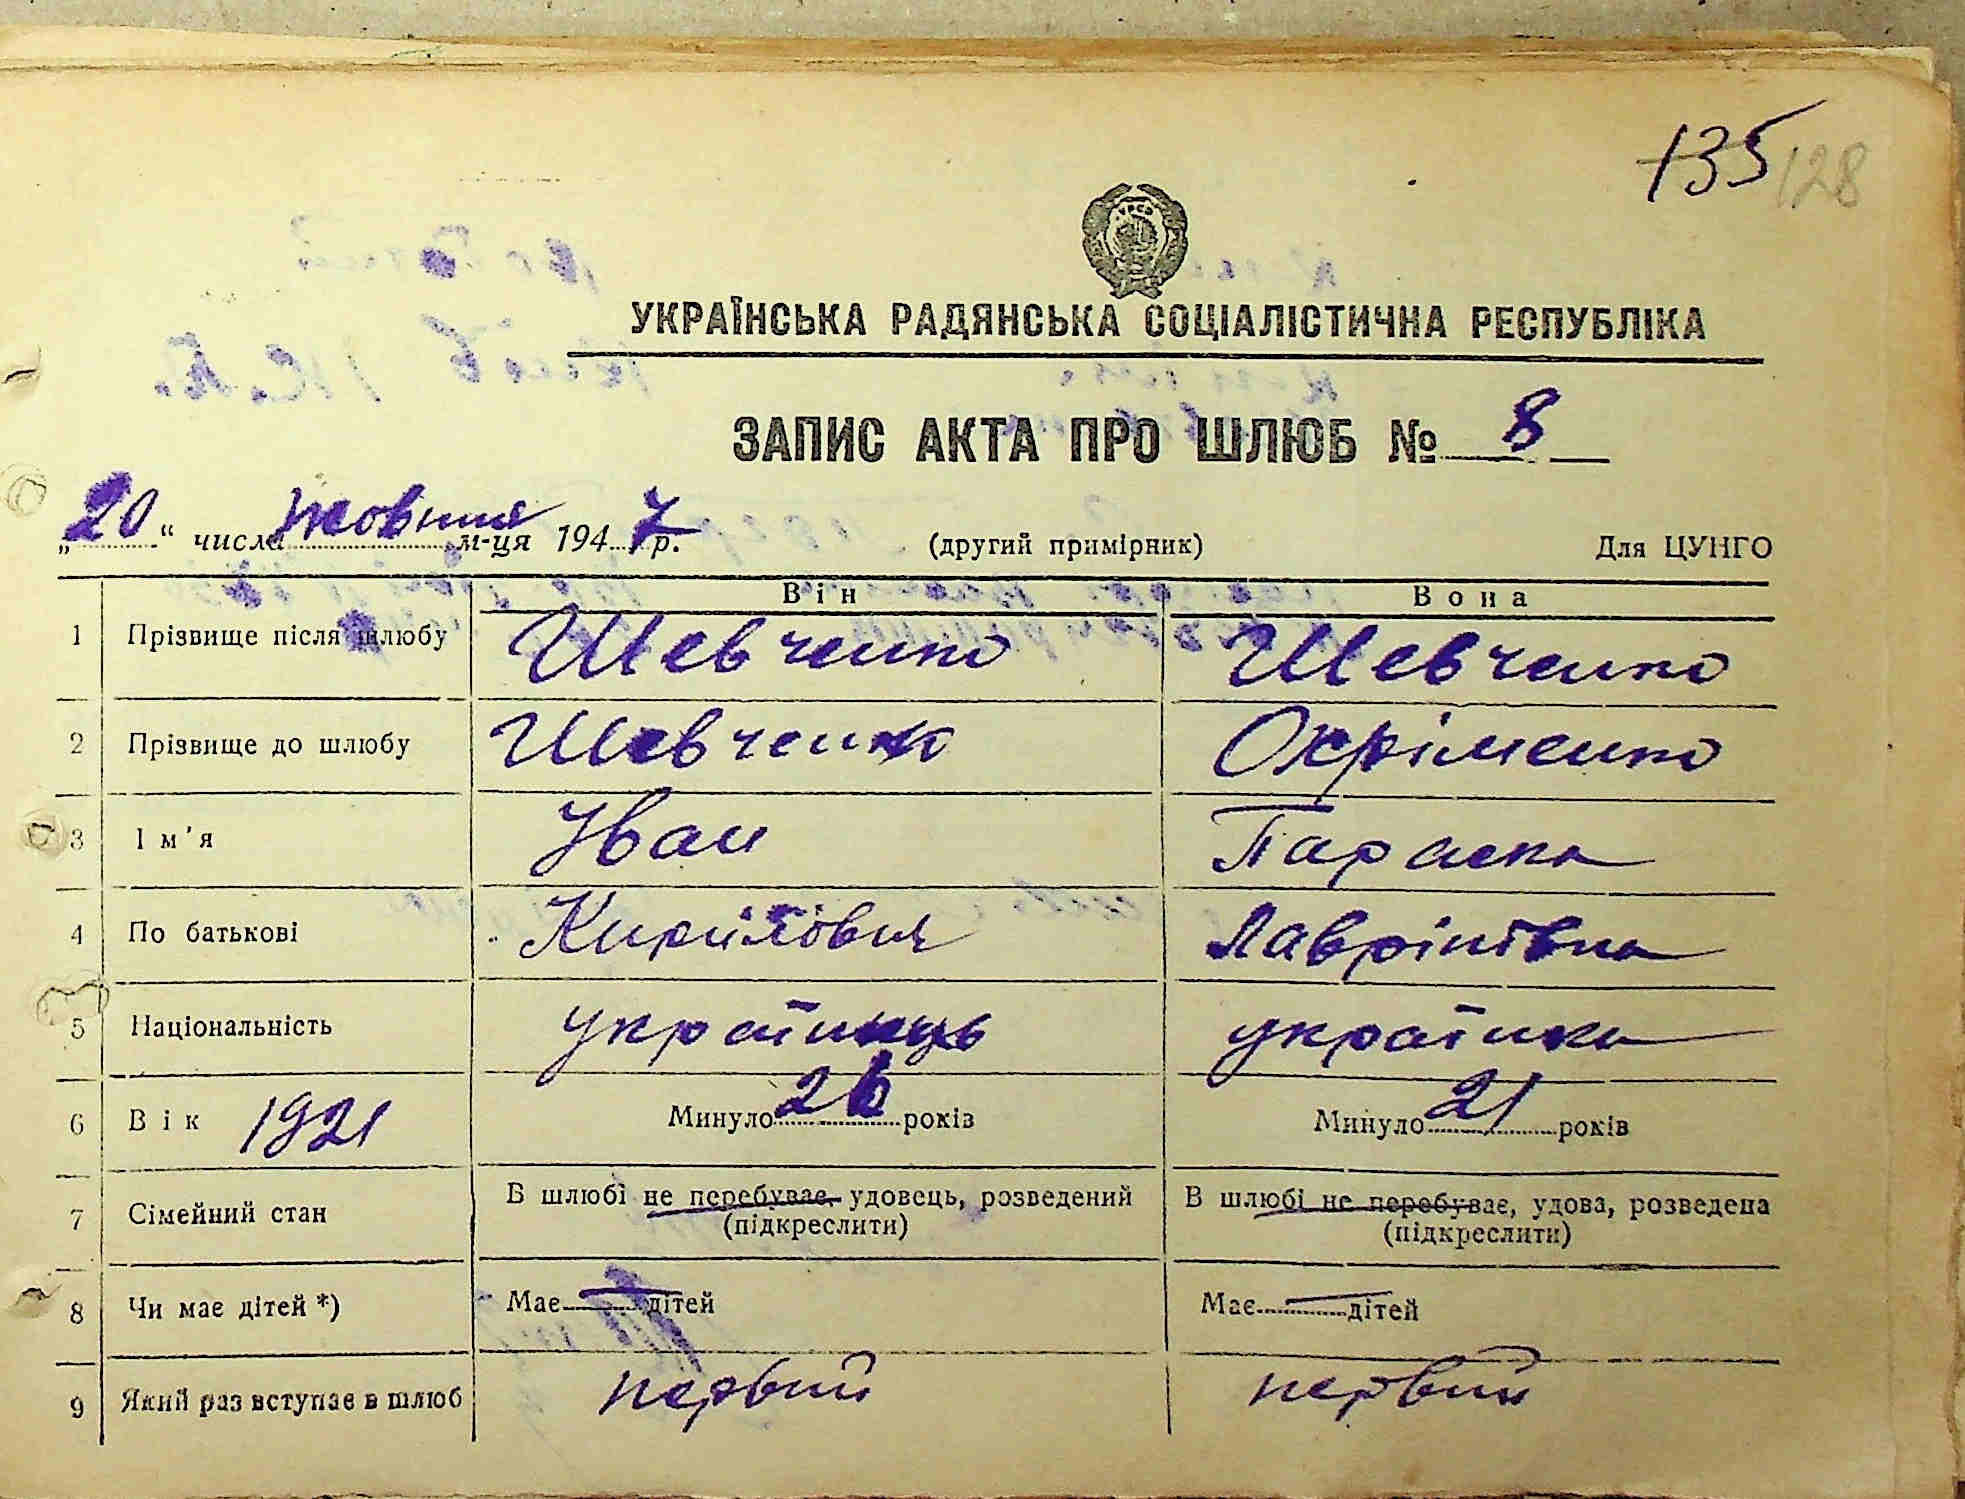 135 128
УРСР
УКРАЇНСЬКА РАДЯНСЬКА СОЦІАЛІСТИЧНА РЕСПУБЛІКА
ЗАПИС АКТА ПРО ШЛЮБ № 8
„20“ числа жовтня м-ця 1947 р. (другий примірник) Для ЦУНГО
Він Вона
1 Прізвище після шлюбу Шевченко Шевченко
2 Прізвище до шлюбу Шевченко Охріменко
3 Ім'я Іван Параска
4 По батькові Кирилович Лаврінівна
5 Національність українець українка
6 Вік 1921 Минуло 26 років Минуло 21 років
7 Сімейний стан В шлюбі не перебуває, удовець, розведений В шлюбі не перебуває, удова, розведена
(підкреслити) (підкреслити)
8 Чи має дітей *) Має — дітей Має — дітей
9 Який раз вступає в шлюб первий первий